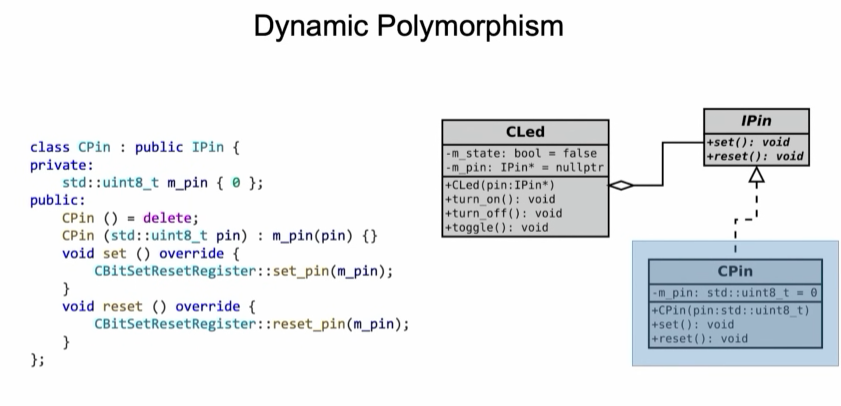 Dynamic Polymorphism
class CPin : public IPin {
private:
    std::uint8_t m_pin { 0 };
public:
    CPin () = delete;
    CPin (std::uint8_t pin) : m_pin(pin) {}
    void set () override {
        CBitSetResetRegister::set_pin(m_pin);
    }
    void reset () override {
        CBitSetResetRegister::reset_pin(m_pin);
    }
};
CLed
-m_state: bool = false
-m_pin: IPin* = nullptr
+CLed(pin:IPin*)
+turn_on(): void
+turn_off(): void
+toggle(): void
IPin
+set(): void
+reset(): void
CPin
-m_pin: std::uint8_t = 0
+CPin(pin:std::uint8_t)
+set(): void
+reset(): void